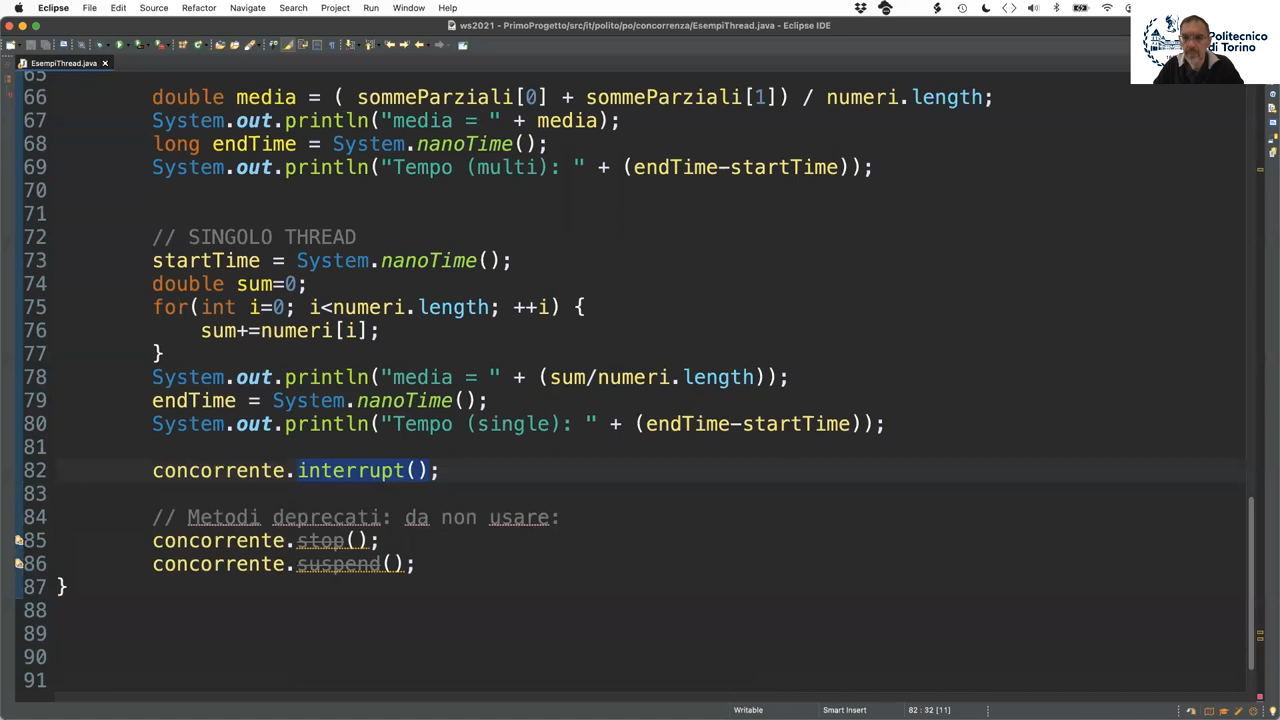 Eclipse File Edit Source Refactor Navigate Search Project Run Window Help
ws2021 - PrimoProgetto/src/it/polito/po/concorrenza/EsempiThread.java - Eclipse IDE
Politecnico
di Torino
EsempiThread.java
65
66 double media = ( sommeParziali[0] + sommeParziali[1]) / numeri.length;
67 System.out.println("media = " + media);
68 long endTime = System.nanoTime();
69 System.out.println("Tempo (multi): " + (endTime-startTime));
70
71
72 // SINGOLO THREAD
73 startTime = System.nanoTime();
74 double sum=0;
75 for(int i=0; i<numeri.length; ++i) {
76 sum+=numeri[i];
77 }
78 System.out.println("media = " + (sum/numeri.length));
79 endTime = System.nanoTime();
80 System.out.println("Tempo (single): " + (endTime-startTime));
81
82 concorrente.interrupt();
83
84 // Metodi deprecati: da non usare:
85 concorrente.stop();
86 concorrente.suspend();
87 }
88
89
90
91
Writable Smart Insert 82 : 32 [11]